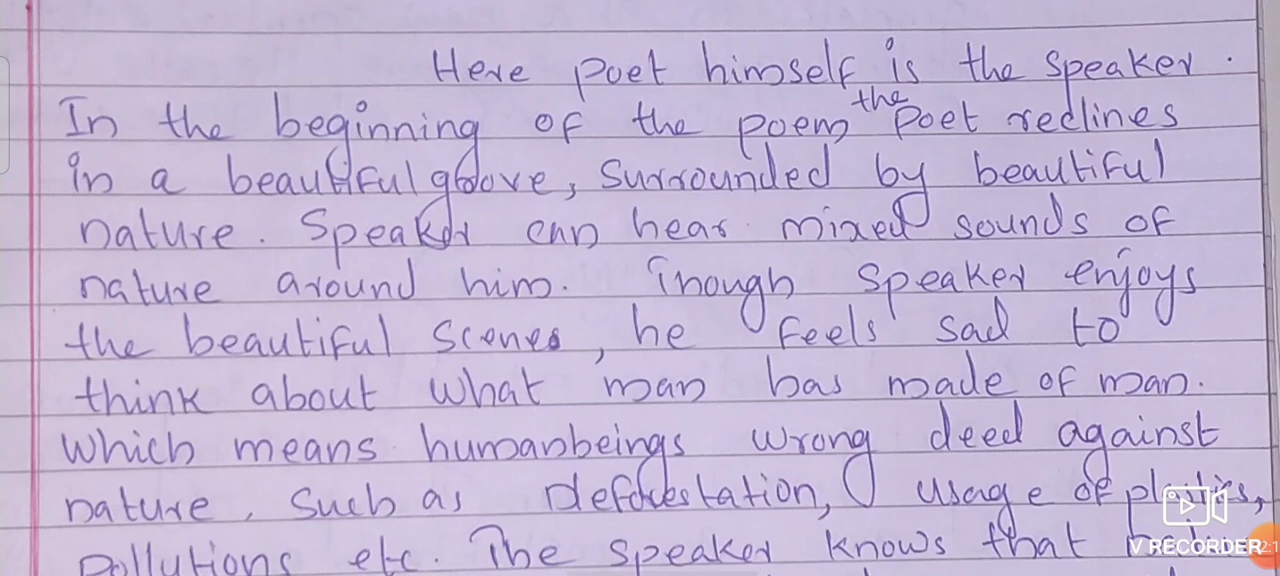 Here poet himself is the speaker.
In the beginning of the poem the poet reclines
in a beautiful groove, surrounded by beautiful
nature. Speaker can hear mixed sounds of
nature around him. Though speaker enjoys
the beautiful scenes, he feels sad to
think about what man has made of man.
which means humanbeings wrong deed against
nature, such as deforestation, usage of plastics,
pollutions etc. The speaker knows that
V RECORDER